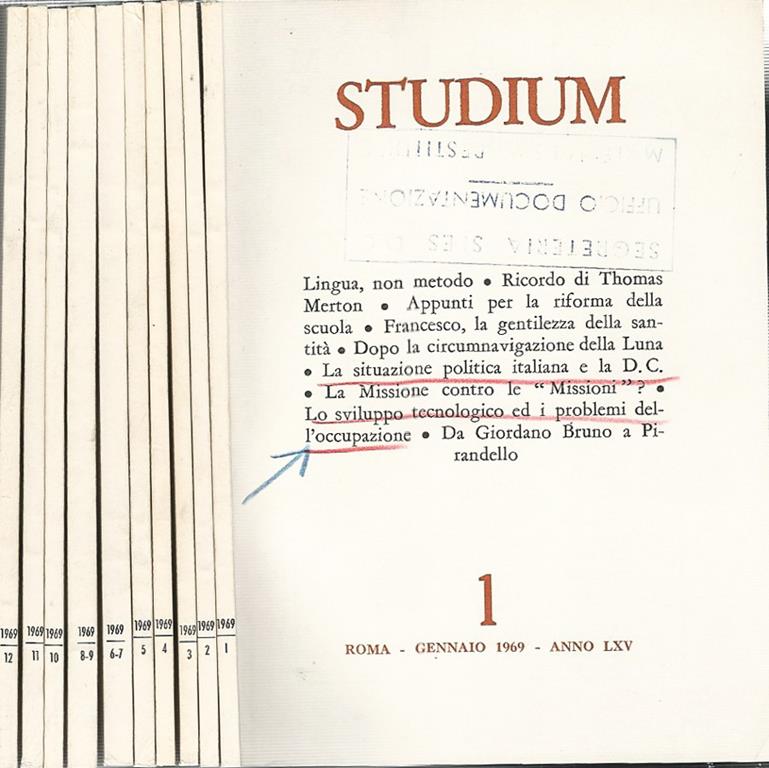 STUDIUM
UFFICIO DOCUMENTAZIONE
SEGRETERIA
Lingua, non metodo • Ricordo di Thomas
Merton • Appunti per la riforma della
scuola • Francesco, la gentilezza della san-
tità • Dopo la circumnavigazione della Luna
• La situazione politica italiana e la D. C.
• La Missione contro le “Missioni”? •
Lo sviluppo tecnologico ed i problemi del-
l'occupazione • Da Giordano Bruno a Pi-
randello
1
ROMA - GENNAIO 1969 - ANNO LXV
1969
12
1969
11
1969
10
1969
8-9
1969
6-7
1969
5
1969
4
1969
3
1969
2
1969
1